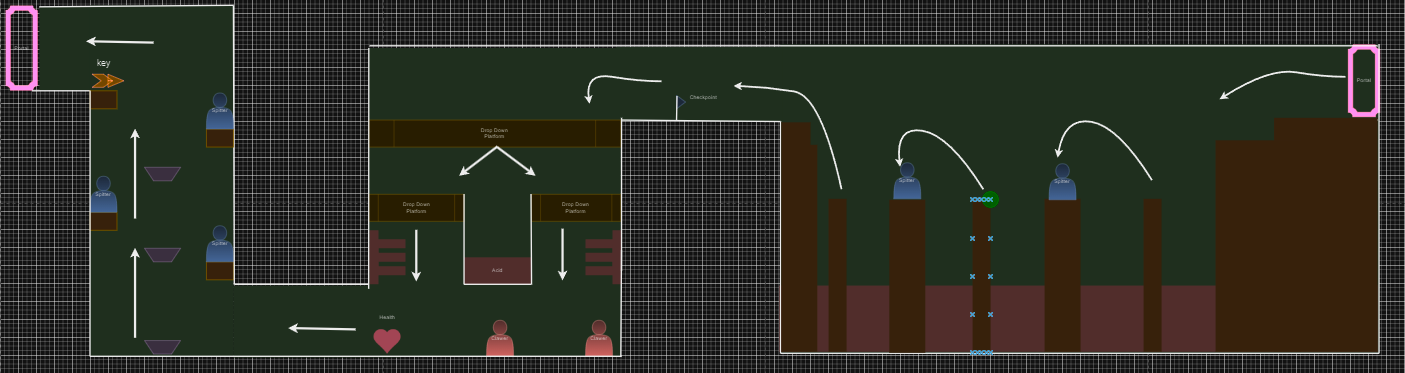 Portal
key
Spitter
Spitter
Spitter
Checkpoint
Drop Down
Platform
Drop Down
Platform
Drop Down
Platform
Acid
Health
Clawer
Clawer
Spitter
Spitter
Portal